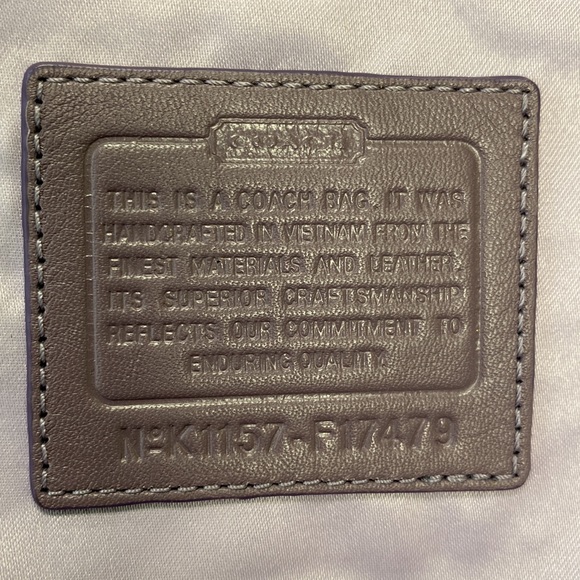 COACH
THIS IS A COACH BAG. IT WAS
HANDCRAFTED IN VIETNAM FROM THE
FINEST MATERIALS AND LEATHER.
ITS SUPERIOR CRAFTSMANSHIP
REFLECTS OUR COMMITMENT TO
ENDURING QUALITY.
NºK1157-F17479